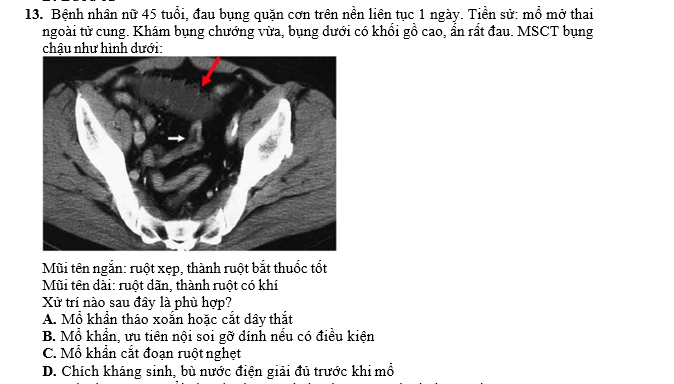 13. Bệnh nhân nữ 45 tuổi, đau bụng quặn cơn trên nền liên tục 1 ngày. Tiền sử: mổ mở thai
ngoài tử cung. Khám bụng chướng vừa, bụng dưới có khối gồ cao, ấn rất đau. MSCT bụng
chậu như hình dưới:
Mũi tên ngắn: ruột xẹp, thành ruột bắt thuốc tốt
Mũi tên dài: ruột dãn, thành ruột có khí
Xử trí nào sau đây là phù hợp?
A. Mổ khẩn tháo xoắn hoặc cắt dây thắt
B. Mổ khẩn, ưu tiên nội soi gỡ dính nếu có điều kiện
C. Mổ khẩn cắt đoạn ruột nghẹt
D. Chích kháng sinh, bù nước điện giải đủ trước khi mổ